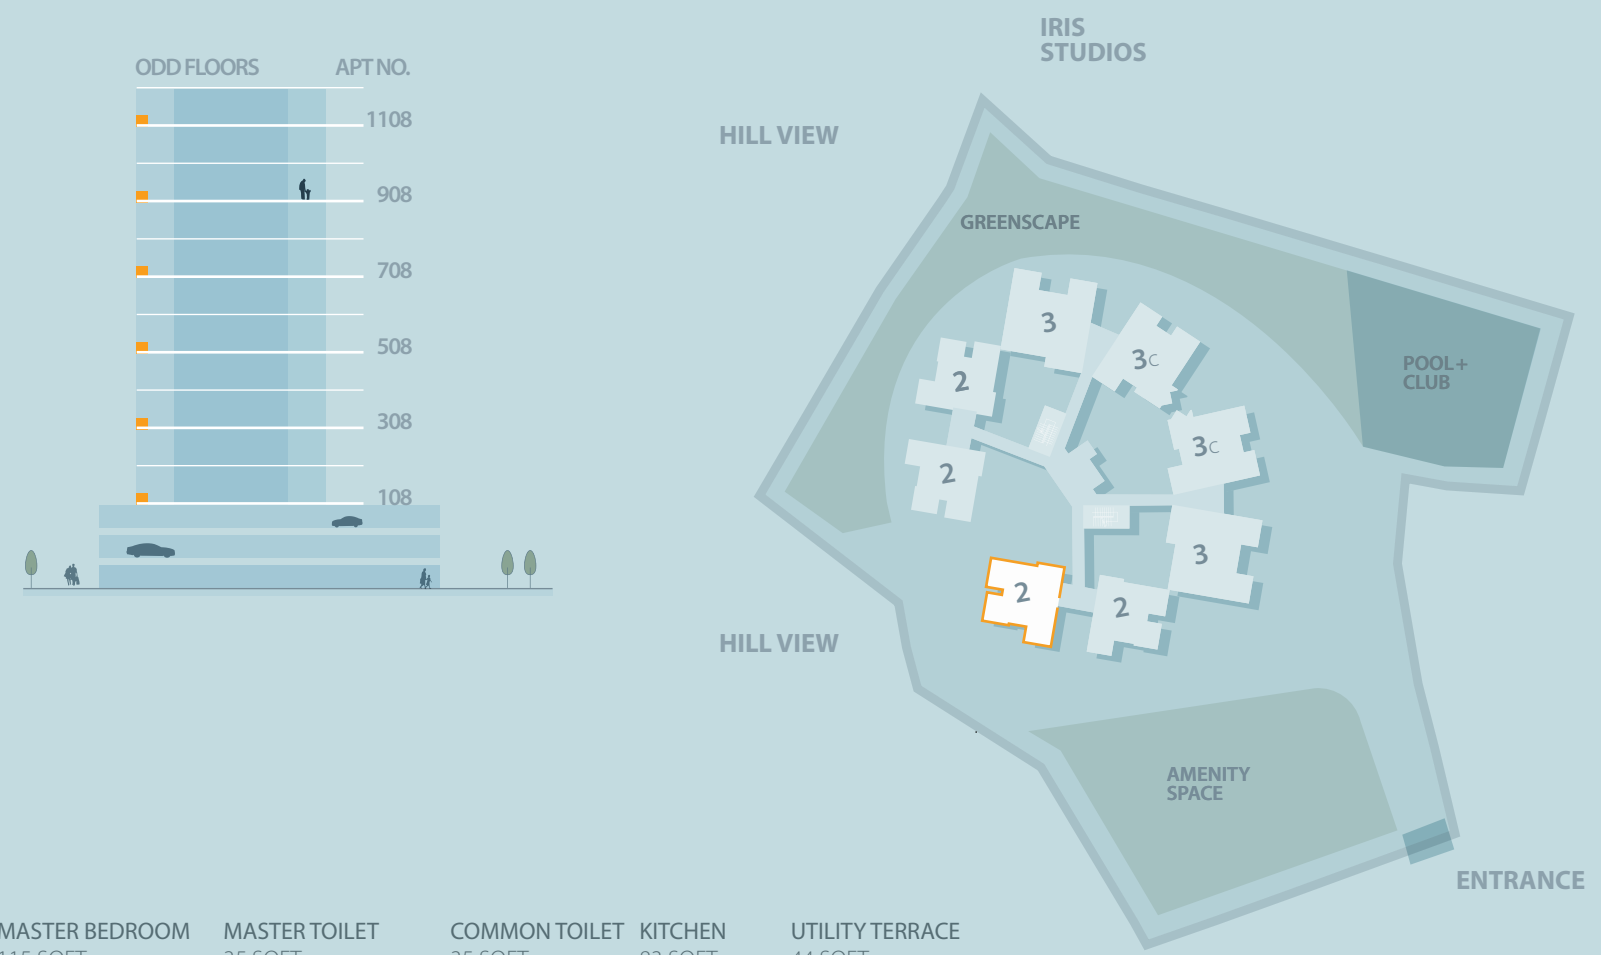 IRIS
STUDIOS
ODD FLOORS APT NO.
HILL VIEW
1108
908
708
508
308
108
GREENSCAPE
3
3C
2
POOL+
CLUB
3C
2
3
2
2
HILL VIEW
AMENITY
SPACE
ENTRANCE
MASTER BEDROOM MASTER TOILET COMMON TOILET KITCHEN UTILITY TERRACE